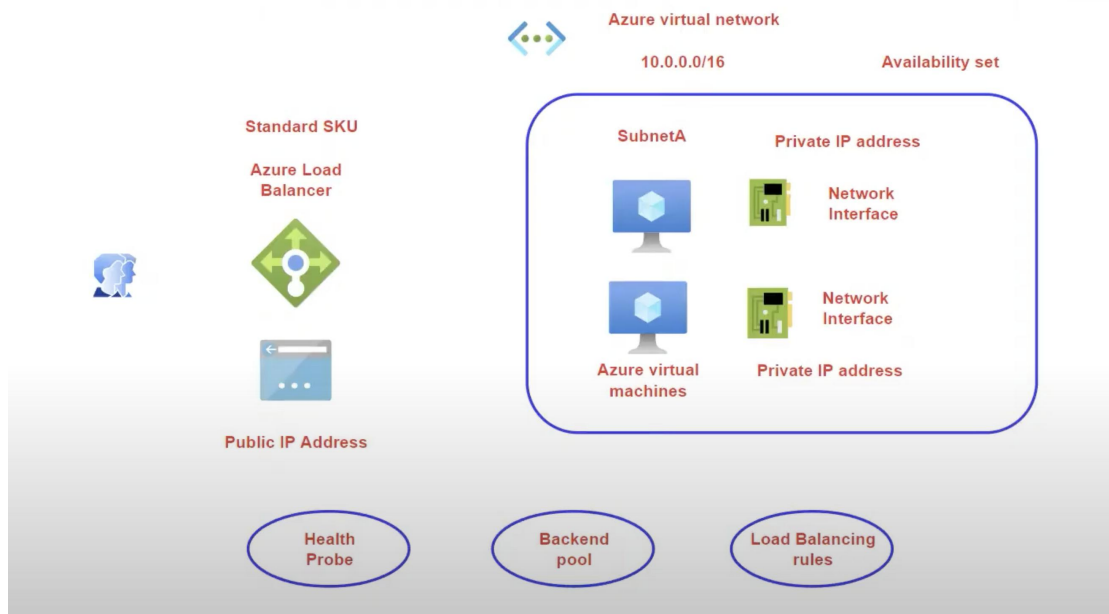 Azure virtual network
10.0.0.0/16
Availability set
Standard SKU
Azure Load
Balancer
SubnetA
Private IP address
Network
Interface
Network
Interface
Azure virtual
machines
Private IP address
Public IP Address
Health
Probe
Backend
pool
Load Balancing
rules